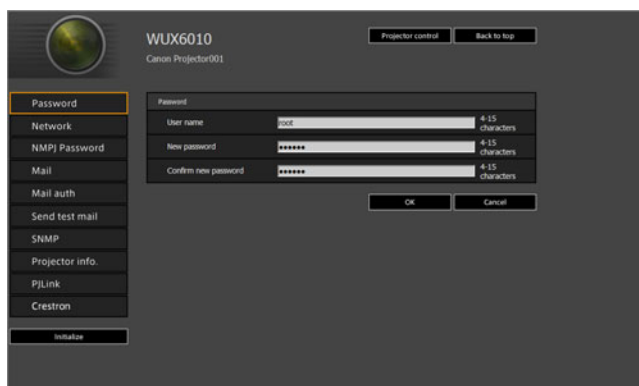 WUX6010
Canon Projector001
Projector control
Back to top
Password
Network
NMPJ Password
Mail
Mail auth
Send test mail
SNMP
Projector info.
PJLink
Crestron
Initialize
Password
User name root 4-15 characters
New password •••••• 4-15 characters
Confirm new password •••••• 4-15 characters
OK
Cancel